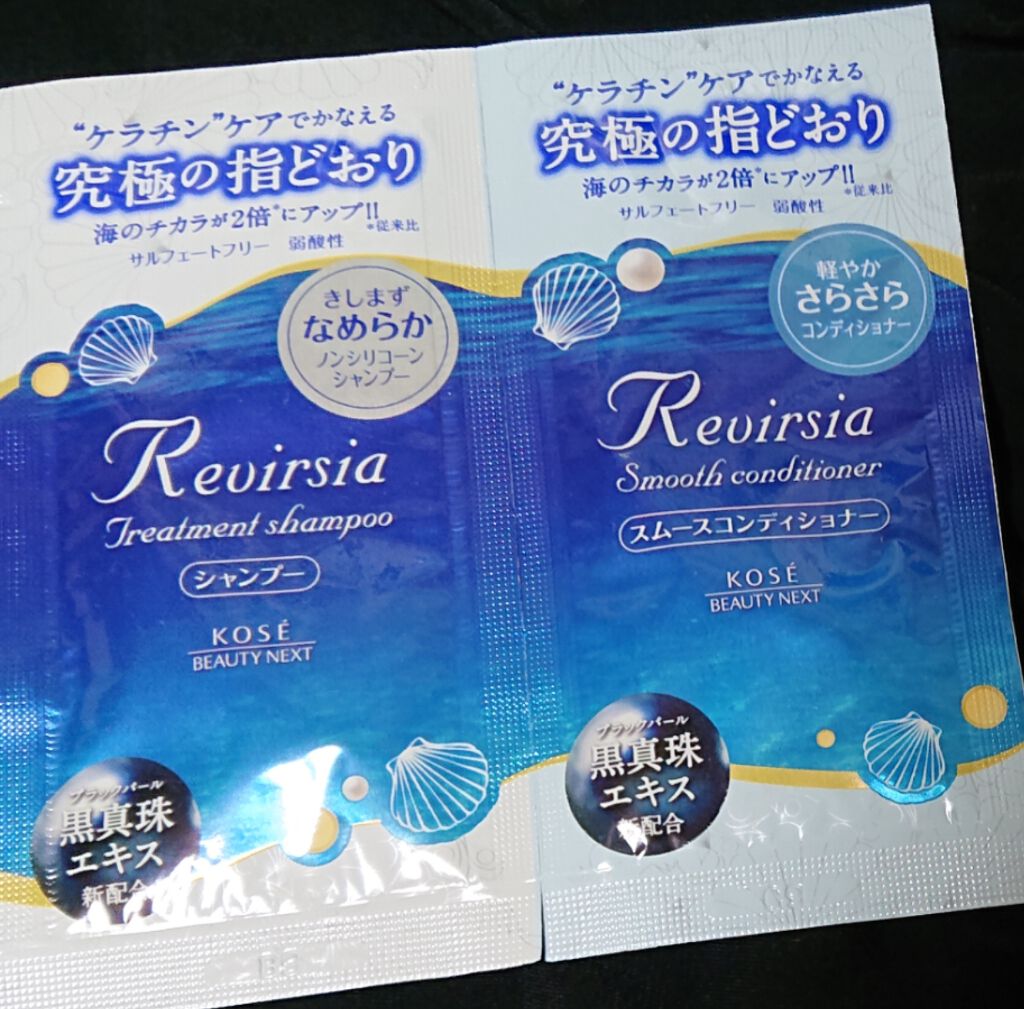 “ケラチン”ケアでかなえる
究極の指どおり
海のチカラが2倍*にアップ!!
*従来比
サルフェートフリー 弱酸性
きしまず
なめらか
ノンシリコーン
シャンプー
Revirsia
Treatment shampoo
シャンプー
KOSÉ
BEAUTY NEXT
ブラックパール
黒真珠
エキス
新配合
“ケラチン”ケアでかなえる
究極の指どおり
海のチカラが2倍*にアップ!!
*従来比
サルフェートフリー 弱酸性
軽やか
さらさら
コンディショナー
Revirsia
Smooth conditioner
スムースコンディショナー
KOSÉ
BEAUTY NEXT
ブラックパール
黒真珠
エキス
新配合